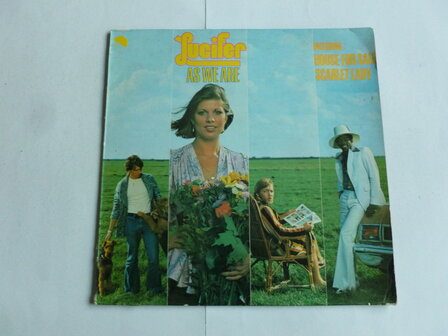 Lucifer
AS WE ARE
INCLUDING:
HOUSE FOR SALE
SCARLET LADY